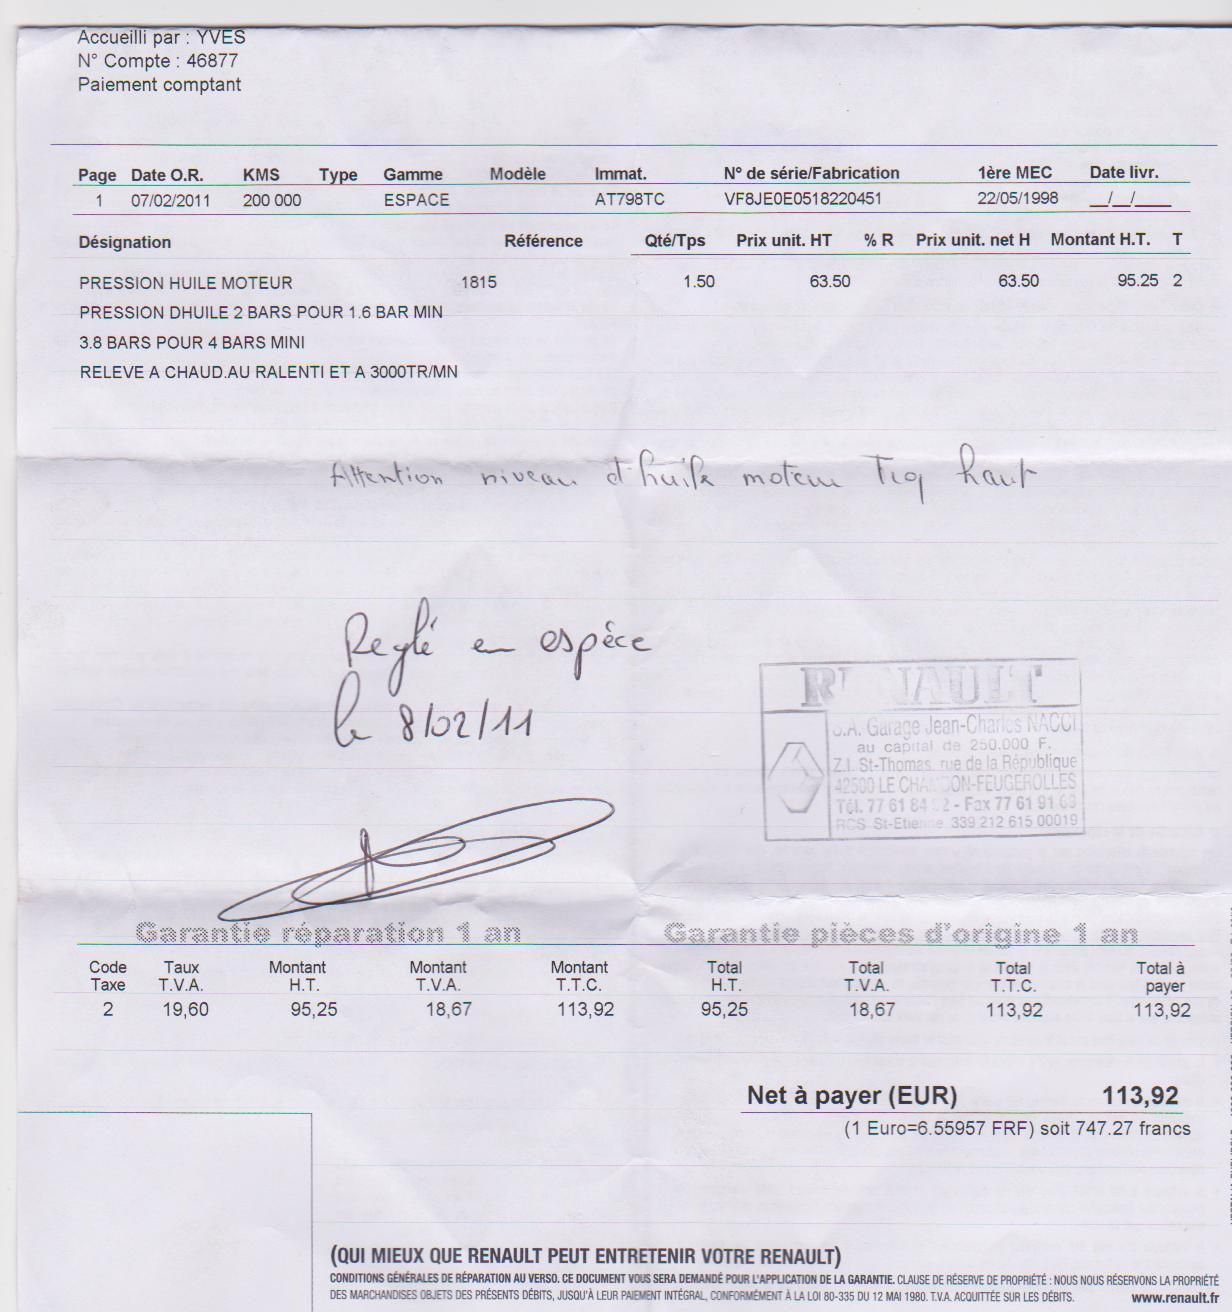 Accueilli par : YVES
N° Compte : 46877
Paiement comptant
Page Date O.R. KMS Type Gamme Modèle Immat. N° de série/Fabrication 1ère MEC Date livr.
1 07/02/2011 200 000 ESPACE AT798TC VF8JE0E0518220451 22/05/1998 __/__/____
Désignation Référence Qté/Tps Prix unit. HT % R Prix unit. net H Montant H.T. T
PRESSION HUILE MOTEUR 1815 1.50 63.50 63.50 95.25 2
PRESSION DHUILE 2 BARS POUR 1.6 BAR MIN
3.8 BARS POUR 4 BARS MINI
RELEVE A CHAUD.AU RALENTI ET A 3000TR/MN
Attention niveau d'huile moteur Trop haut
Reglé en espèce
le 8/02/11
RENAULT
S.A. Garage Jean-Charles NACCI
au capital de 250.000 F.
Z.I. St-Thomas, rue de la République
42500 LE CHAMBON-FEUGEROLLES
Tél. 77 61 84 - Fax 77 61 91 69
RCS St-Etienne 339 212 615 00019
Garantie réparation 1 an Garantie pièces d'origine 1 an
Code Taux Montant Montant Montant Total Total Total Total à
Taxe T.V.A. H.T. T.V.A. T.T.C. H.T. T.V.A. T.T.C. payer
2 19,60 95,25 18,67 113,92 95,25 18,67 113,92 113,92
Net à payer (EUR) 113,92
(1 Euro=6.55957 FRF) soit 747.27 francs
(QUI MIEUX QUE RENAULT PEUT ENTRETENIR VOTRE RENAULT)
CONDITIONS GÉNÉRALES DE RÉPARATION AU VERSO. CE DOCUMENT VOUS SERA DEMANDÉ POUR L'APPLICATION DE LA GARANTIE. CLAUSE DE RÉSERVE DE PROPRIÉTÉ : NOUS NOUS RÉSERVONS LA PROPRIÉTÉ
DES MARCHANDISES OBJETS DES PRÉSENTS DÉBITS, JUSQU'À LEUR PAIEMENT INTÉGRAL, CONFORMÉMENT À LA LOI 80-335 DU 12 MAI 1980. T.V.A. ACQUITTÉE SUR LES DÉBITS. www.renault.fr